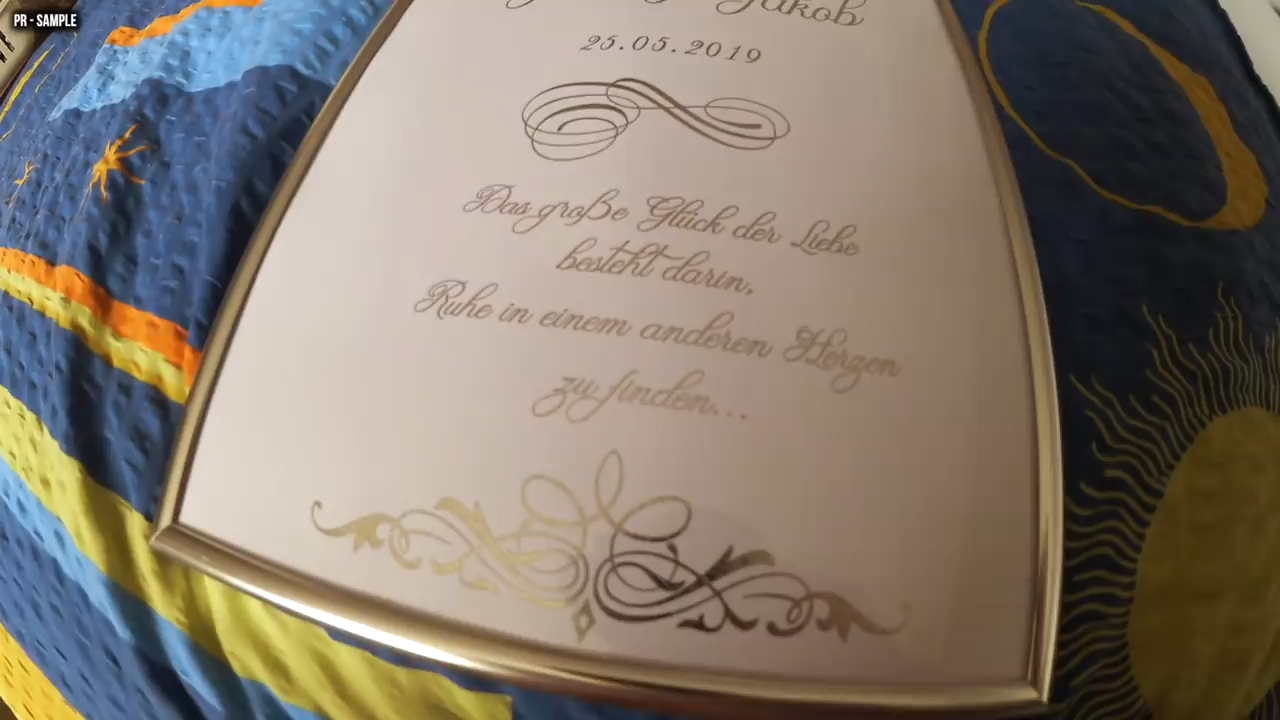 PR - SAMPLE
Jakob
25.05.2019
Das große Glück der Liebe
besteht darin,
Ruhe in einem anderen Herzen
zu finden...